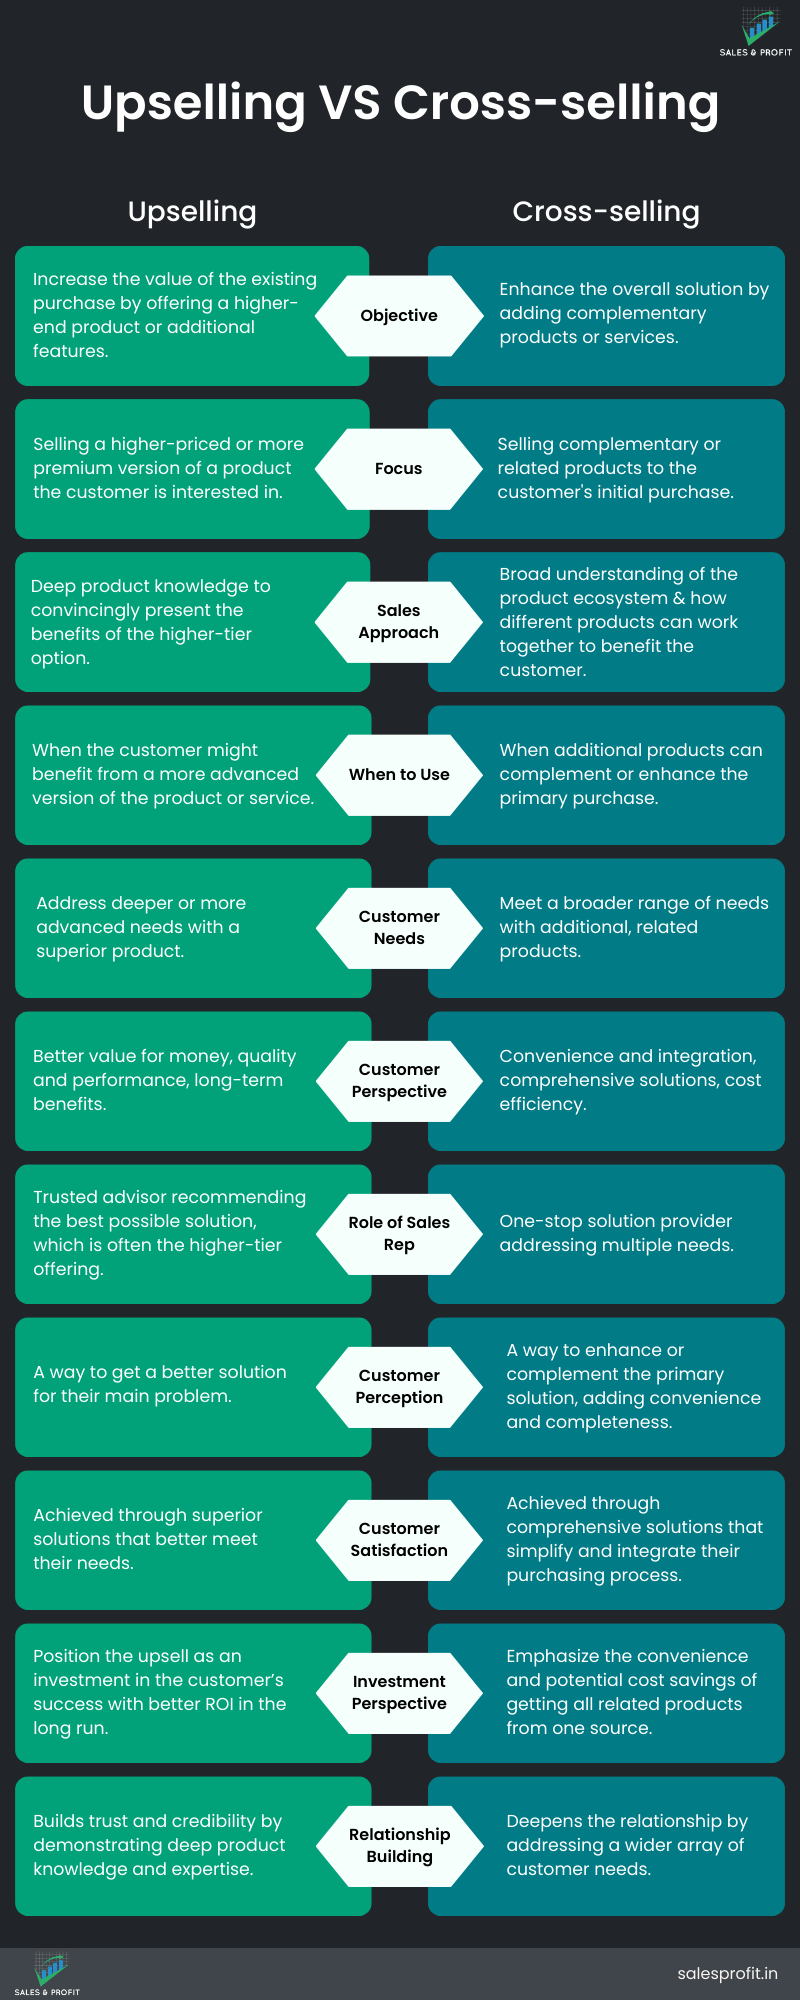 SALES & PROFIT
Upselling VS Cross-selling
Upselling
Cross-selling
Increase the value of the existing
purchase by offering a higher-
end product or additional
features.
Objective
Enhance the overall solution by
adding complementary
products or services.
Selling a higher-priced or more
premium version of a product
the customer is interested in.
Focus
Selling complementary or
related products to the
customer's initial purchase.
Deep product knowledge to
convincingly present the
benefits of the higher-tier
option.
Sales
Approach
Broad understanding of the
product ecosystem & how
different products can work
together to benefit the
customer.
When the customer might
benefit from a more advanced
version of the product or service.
When to Use
When additional products can
complement or enhance the
primary purchase.
Address deeper or more
advanced needs with a
superior product.
Customer
Needs
Meet a broader range of needs
with additional, related
products.
Better value for money, quality
and performance, long-term
benefits.
Customer
Perspective
Convenience and integration,
comprehensive solutions, cost
efficiency.
Trusted advisor recommending
the best possible solution,
which is often the higher-tier
offering.
Role of Sales
Rep
One-stop solution provider
addressing multiple needs.
A way to get a better solution
for their main problem.
Customer
Perception
A way to enhance or
complement the primary
solution, adding convenience
and completeness.
Achieved through superior
solutions that better meet
their needs.
Customer
Satisfaction
Achieved through
comprehensive solutions that
simplify and integrate their
purchasing process.
Position the upsell as an
investment in the customer’s
success with better ROI in the
long run.
Investment
Perspective
Emphasize the convenience
and potential cost savings of
getting all related products
from one source.
Builds trust and credibility by
demonstrating deep product
knowledge and expertise.
Relationship
Building
Deepens the relationship by
addressing a wider array of
customer needs.
SALES & PROFIT
salesprofit.in